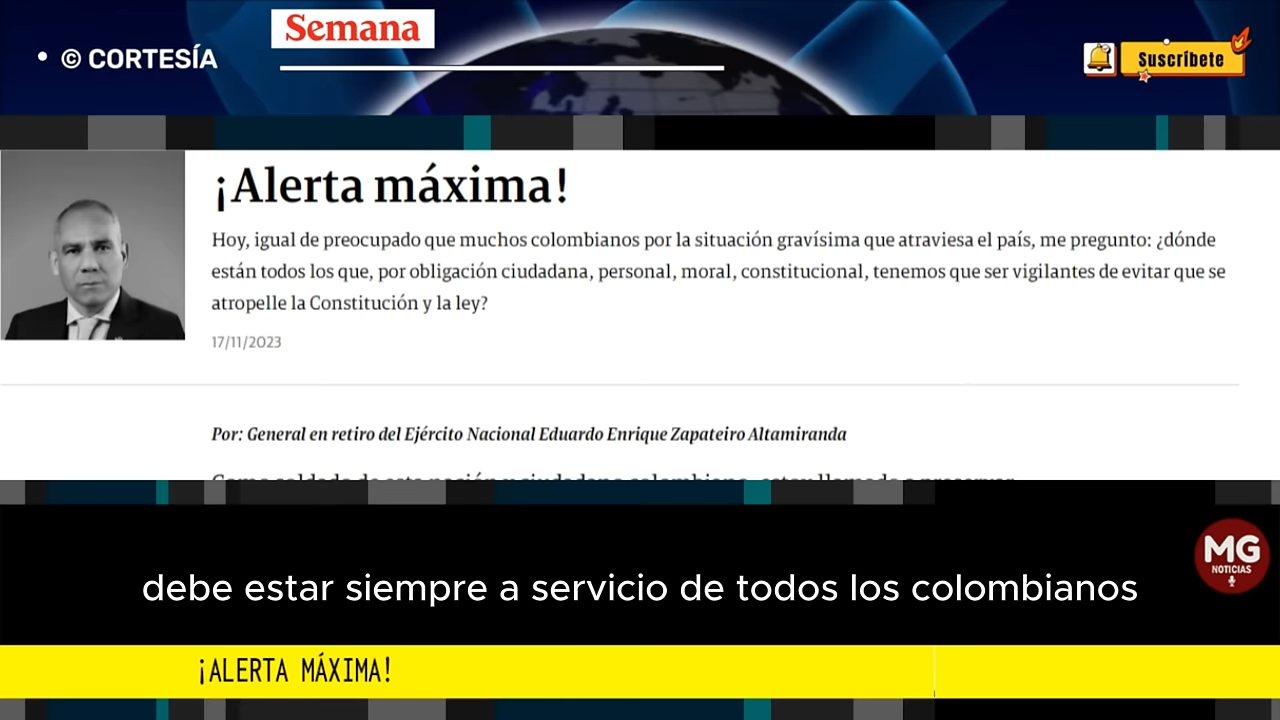 Semana
• © CORTESÍA
Suscríbete
¡Alerta máxima!
Hoy, igual de preocupado que muchos colombianos por la situación gravísima que atraviesa el país, me pregunto: ¿dónde
están todos los que, por obligación ciudadana, personal, moral, constitucional, tenemos que ser vigilantes de evitar que se
atropelle la Constitución y la ley?
17/11/2023
Por: General en retiro del Ejército Nacional Eduardo Enrique Zapateiro Altamiranda
MG
NOTICIAS
debe estar siempre a servicio de todos los colombianos
¡ALERTA MÁXIMA!